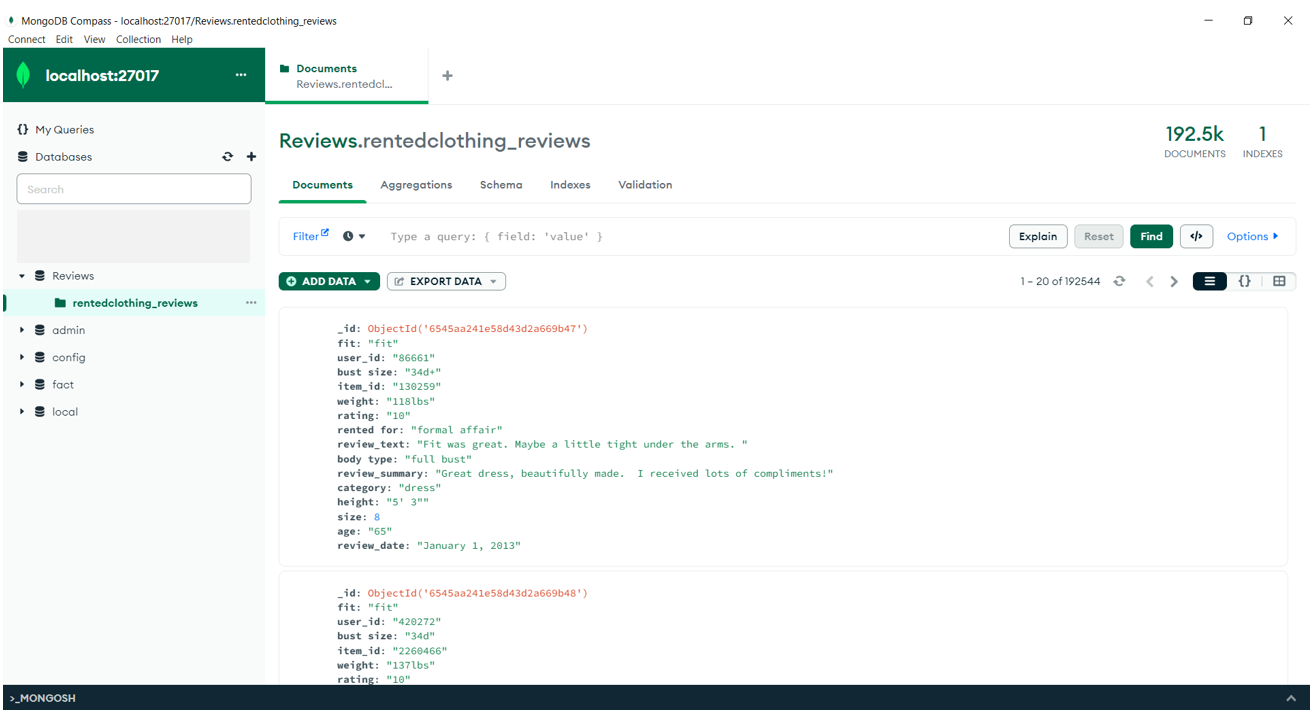 MongoDB Compass - localhost:27017/Reviews.rentedclothing_reviews
Connect Edit View Collection Help
localhost:27017 ...
Documents
Reviews.rentedcl...
My Queries
Databases
Search
Reviews
rentedclothing_reviews
admin
config
fact
local
Reviews.rentedclothing_reviews
192.5k
DOCUMENTS
1
INDEXES
Documents Aggregations Schema Indexes Validation
Filter Type a query: { field: 'value' } Explain Reset Find </> Options
ADD DATA EXPORT DATA 1 – 20 of 192544 {}
_id: ObjectId('6545aa241e58d43d2a669b47')
fit: "fit"
user_id: "86661"
bust size: "34d+"
item_id: "130259"
weight: "118lbs"
rating: "10"
rented for: "formal affair"
review_text: "Fit was great. Maybe a little tight under the arms. "
body type: "full bust"
review_summary: "Great dress, beautifully made.  I received lots of compliments!"
category: "dress"
height: "5' 3""
size: 8
age: "65"
review_date: "January 1, 2013"
_id: ObjectId('6545aa241e58d43d2a669b48')
fit: "fit"
user_id: "420272"
bust size: "34d"
item_id: "2260466"
weight: "137lbs"
rating: "10"
>_MONGOSH